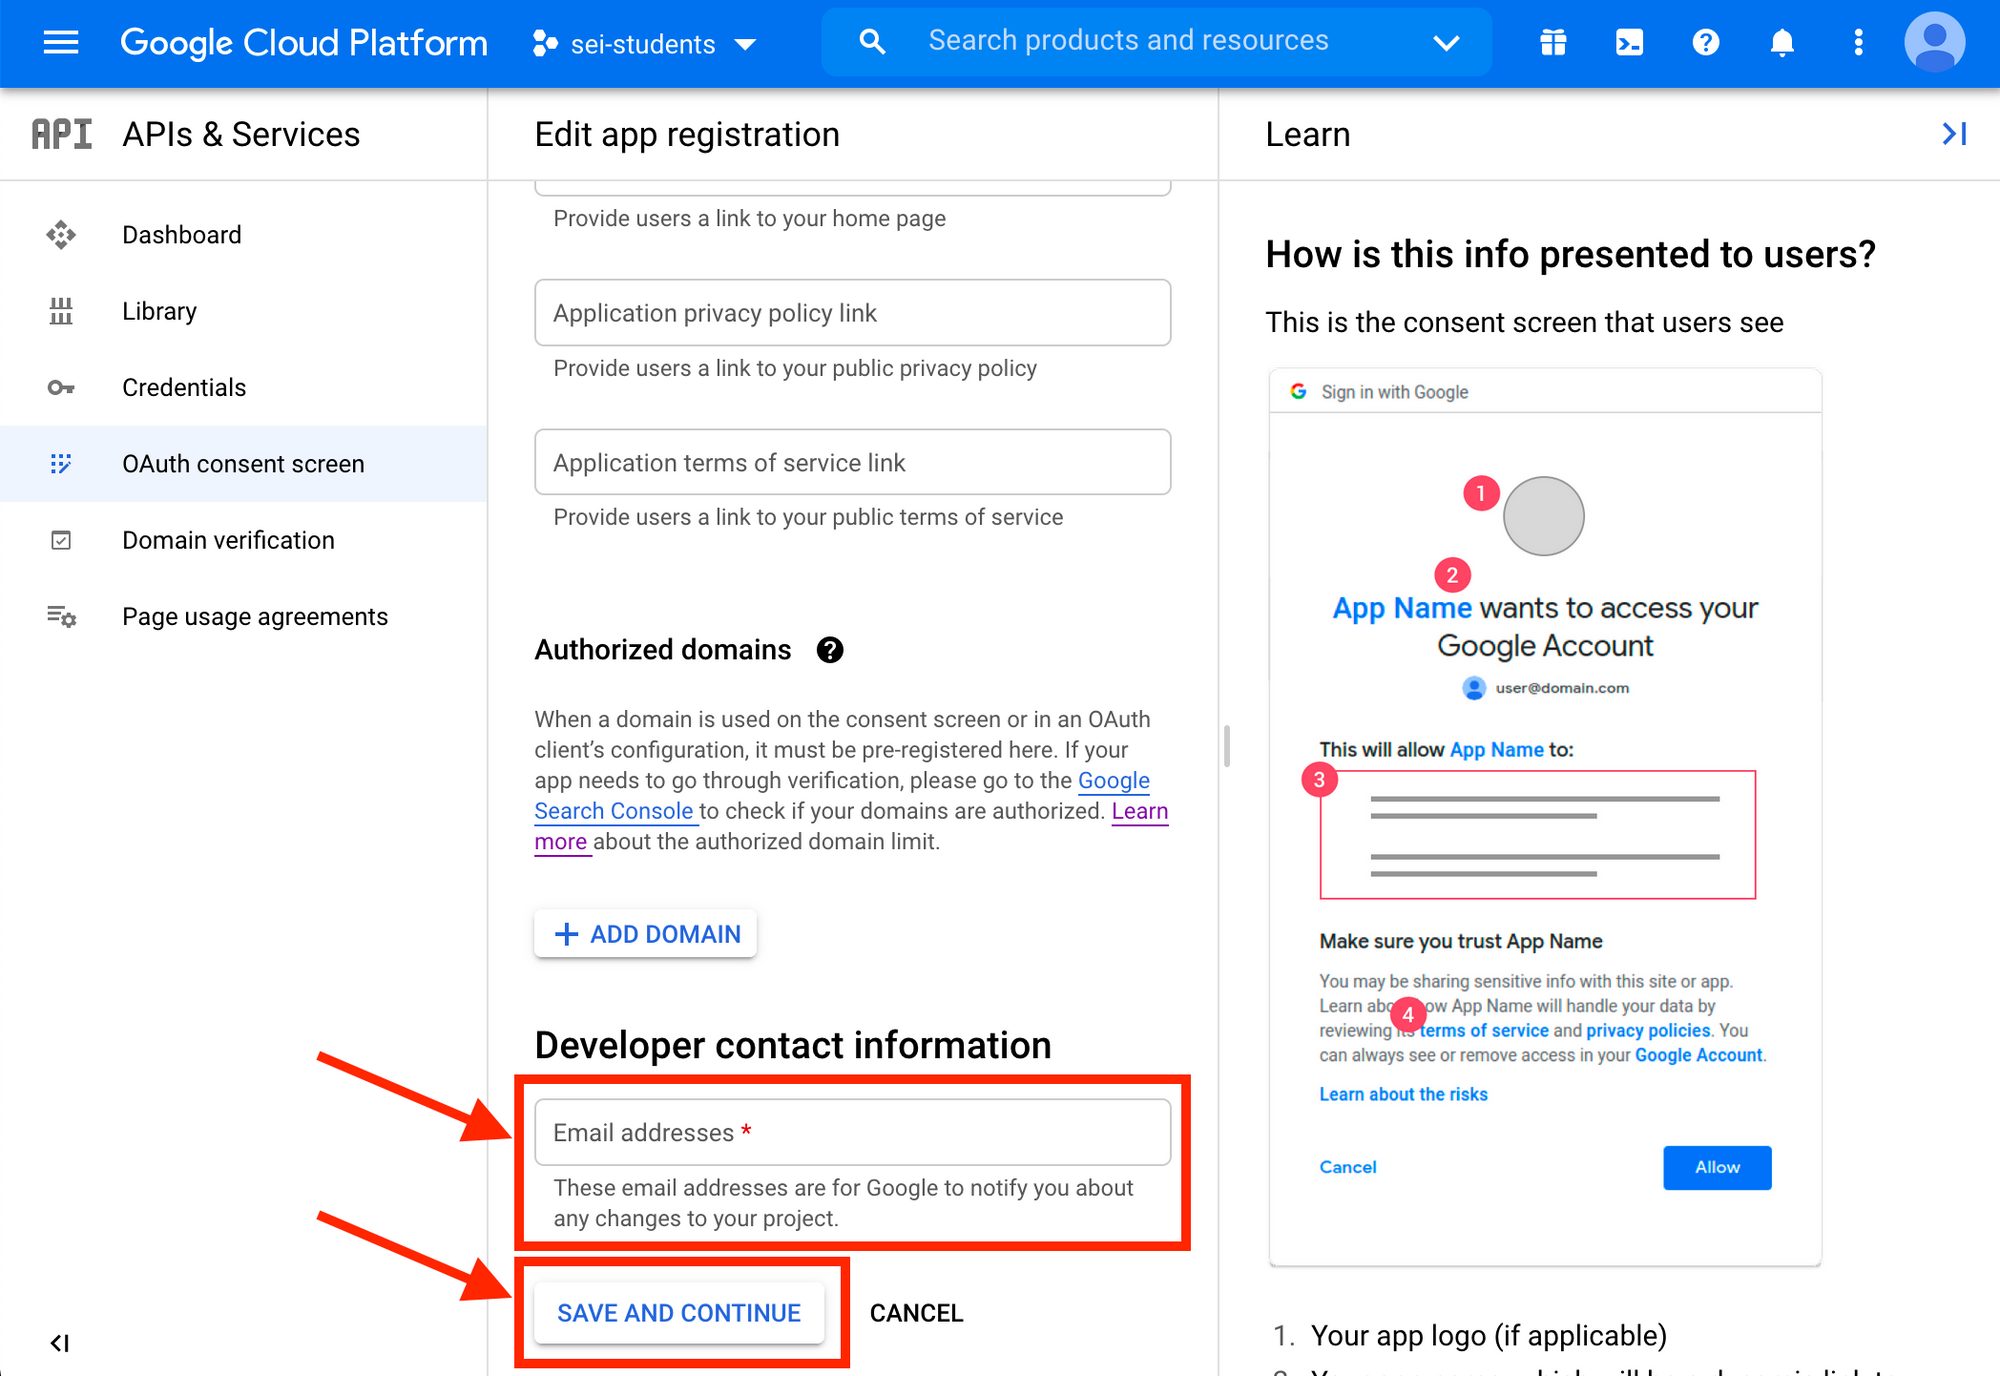 Google Cloud Platform
sei-students
Search products and resources
API APIs & Services
Dashboard
Library
Credentials
OAuth consent screen
Domain verification
Page usage agreements
Edit app registration
Provide users a link to your home page
Application privacy policy link
Provide users a link to your public privacy policy
Application terms of service link
Provide users a link to your public terms of service
Authorized domains
When a domain is used on the consent screen or in an OAuth
client's configuration, it must be pre-registered here. If your
app needs to go through verification, please go to the Google
Search Console to check if your domains are authorized. Learn
more about the authorized domain limit.
ADD DOMAIN
Developer contact information
Email addresses *
These email addresses are for Google to notify you about
any changes to your project.
SAVE AND CONTINUE
CANCEL
Learn
How is this info presented to users?
This is the consent screen that users see
G Sign in with Google
1
2
App Name wants to access your
Google Account
user@domain.com
This will allow App Name to:
3
Make sure you trust App Name
You may be sharing sensitive info with this site or app.
Learn App Name will handle your data by
4
reviewing terms of service and privacy policies. You
can always see or remove access in your Google Account.
Learn about the risks
Cancel
Allow
1. Your app logo (if applicable)